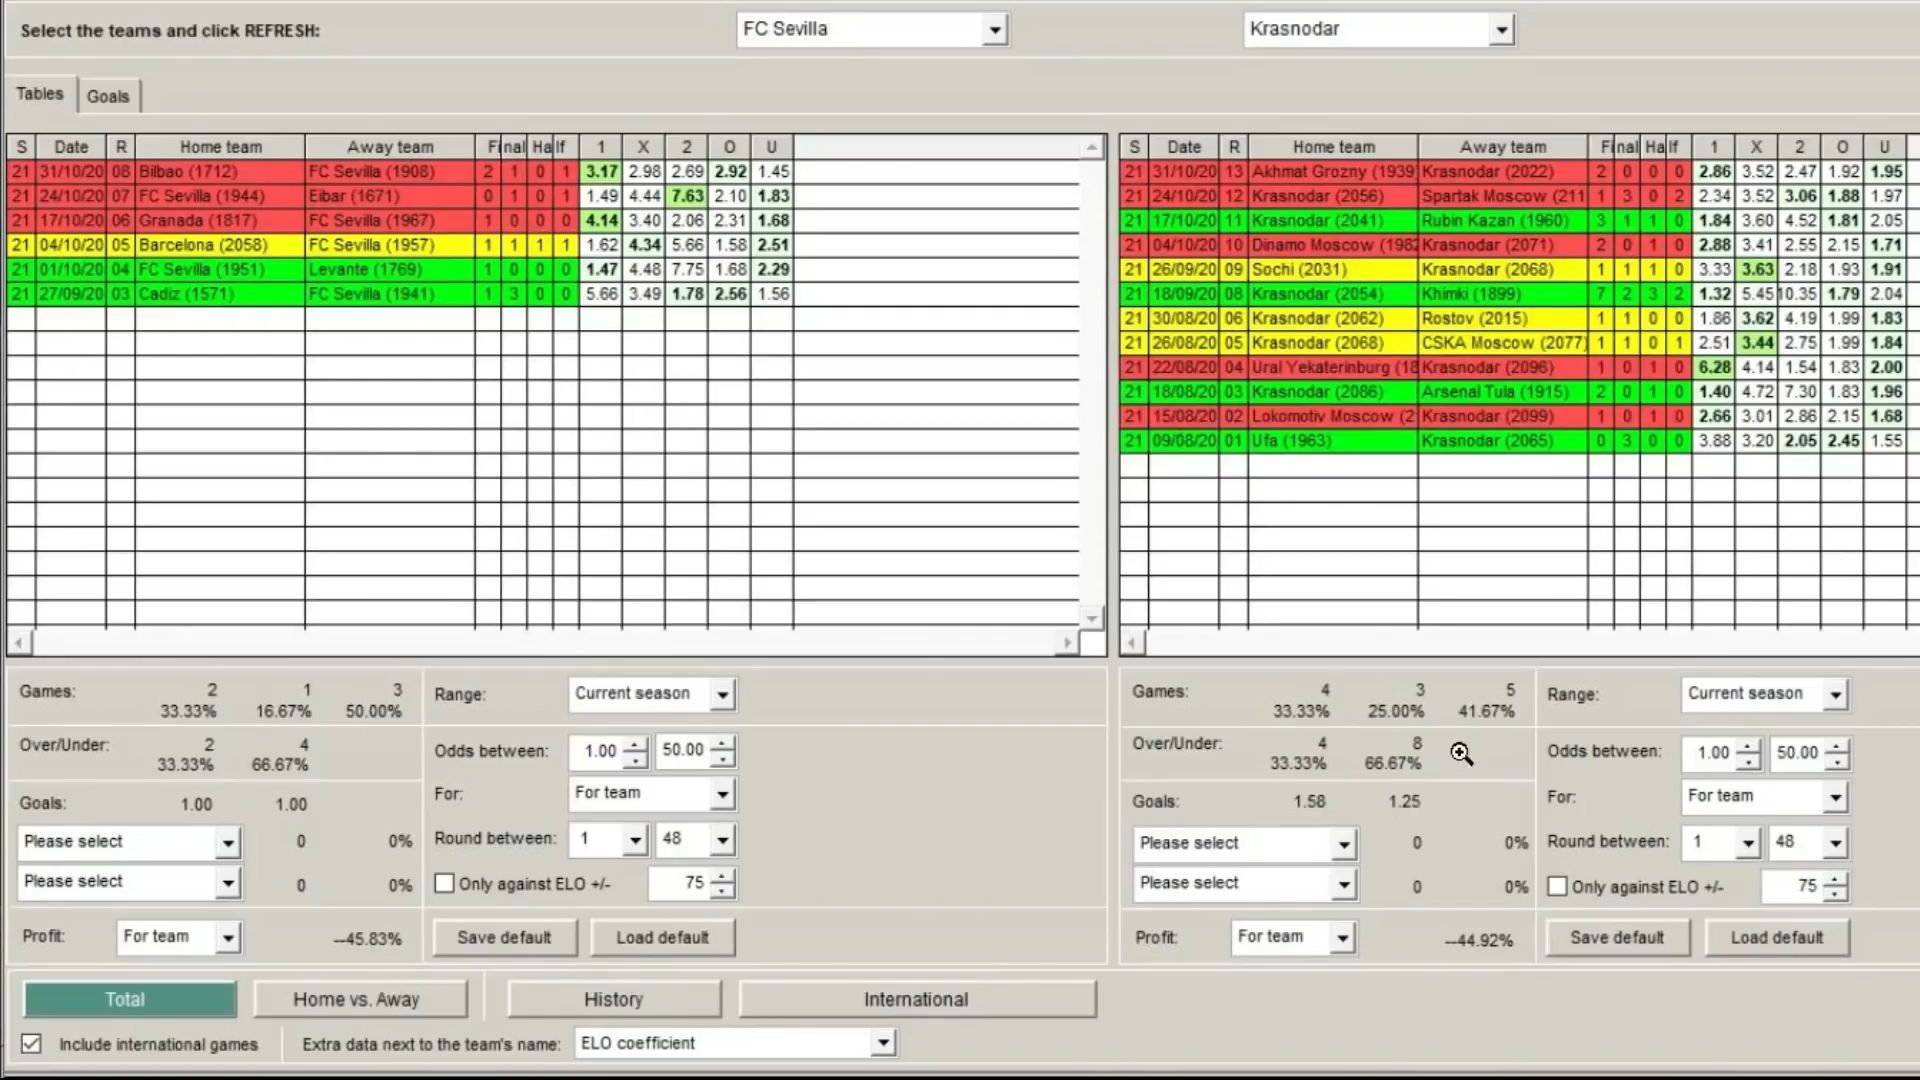 Select the teams and click REFRESH: FC Sevilla Krasnodar
Tables Goals
S Date R Home team Away team Final Half 1 X 2 O U
21 31/10/20 08 Bilbao (1712) FC Sevilla (1908) 2 1 0 1 3.17 2.98 2.69 2.92 1.45
21 24/10/20 07 FC Sevilla (1944) Eibar (1671) 0 1 0 1 1.49 4.44 7.63 2.10 1.83
21 17/10/20 06 Granada (1817) FC Sevilla (1967) 1 0 0 0 4.14 3.40 2.06 2.31 1.68
21 04/10/20 05 Barcelona (2058) FC Sevilla (1957) 1 1 1 1 1.62 4.34 5.66 1.58 2.51
21 01/10/20 04 FC Sevilla (1951) Levante (1769) 1 0 0 0 1.47 4.48 7.75 1.68 2.29
21 27/09/20 03 Cadiz (1571) FC Sevilla (1941) 1 3 0 0 5.66 3.49 1.78 2.56 1.56
S Date R Home team Away team Final Half 1 X 2 O U
21 31/10/20 13 Akhmat Grozny (1939) Krasnodar (2022) 2 0 0 0 2.86 3.52 2.47 1.92 1.95
21 24/10/20 12 Krasnodar (2056) Spartak Moscow (211 1 3 0 2 2.34 3.52 3.06 1.88 1.97
21 17/10/20 11 Krasnodar (2041) Rubin Kazan (1960) 3 1 1 0 1.84 3.60 4.52 1.81 2.05
21 04/10/20 10 Dinamo Moscow (1982 Krasnodar (2071) 2 0 1 0 2.88 3.41 2.55 2.15 1.71
21 26/09/20 09 Sochi (2031) Krasnodar (2068) 1 1 1 0 3.33 3.63 2.18 1.93 1.91
21 18/09/20 08 Krasnodar (2054) Khimki (1899) 7 2 3 2 1.32 5.45 10.35 1.79 2.04
21 30/08/20 06 Krasnodar (2062) Rostov (2015) 1 1 0 0 1.86 3.62 4.19 1.99 1.83
21 26/08/20 05 Krasnodar (2068) CSKA Moscow (2077) 1 1 0 1 2.51 3.44 2.75 1.99 1.84
21 22/08/20 04 Ural Yekaterinburg (18 Krasnodar (2096) 1 0 1 0 6.28 4.14 1.54 1.83 2.00
21 18/08/20 03 Krasnodar (2086) Arsenal Tula (1915) 2 0 1 0 1.40 4.72 7.30 1.83 1.96
21 15/08/20 02 Lokomotiv Moscow (2 Krasnodar (2099) 1 0 1 0 2.66 3.01 2.86 2.15 1.68
21 09/08/20 01 Ufa (1963) Krasnodar (2065) 0 3 0 0 3.88 3.20 2.05 2.45 1.55
Games: 2 1 3
33.33% 16.67% 50.00%
Over/Under: 2 4
33.33% 66.67%
Goals: 1.00 1.00
Please select 0 0%
Please select 0 0%
Profit: For team --45.83%
Range: Current season
Odds between: 1.00 50.00
For: For team
Round between: 1 48
Only against ELO +/- 75
Save default Load default
Games: 4 3 5
33.33% 25.00% 41.67%
Over/Under: 4 8
33.33% 66.67%
Goals: 1.58 1.25
Please select 0 0%
Please select 0 0%
Profit: For team --44.92%
Range: Current season
Odds between: 1.00 50.00
For: For team
Round between: 1 48
Only against ELO +/- 75
Save default Load default
Total Home vs. Away History International
Include international games Extra data next to the team's name: ELO coefficient